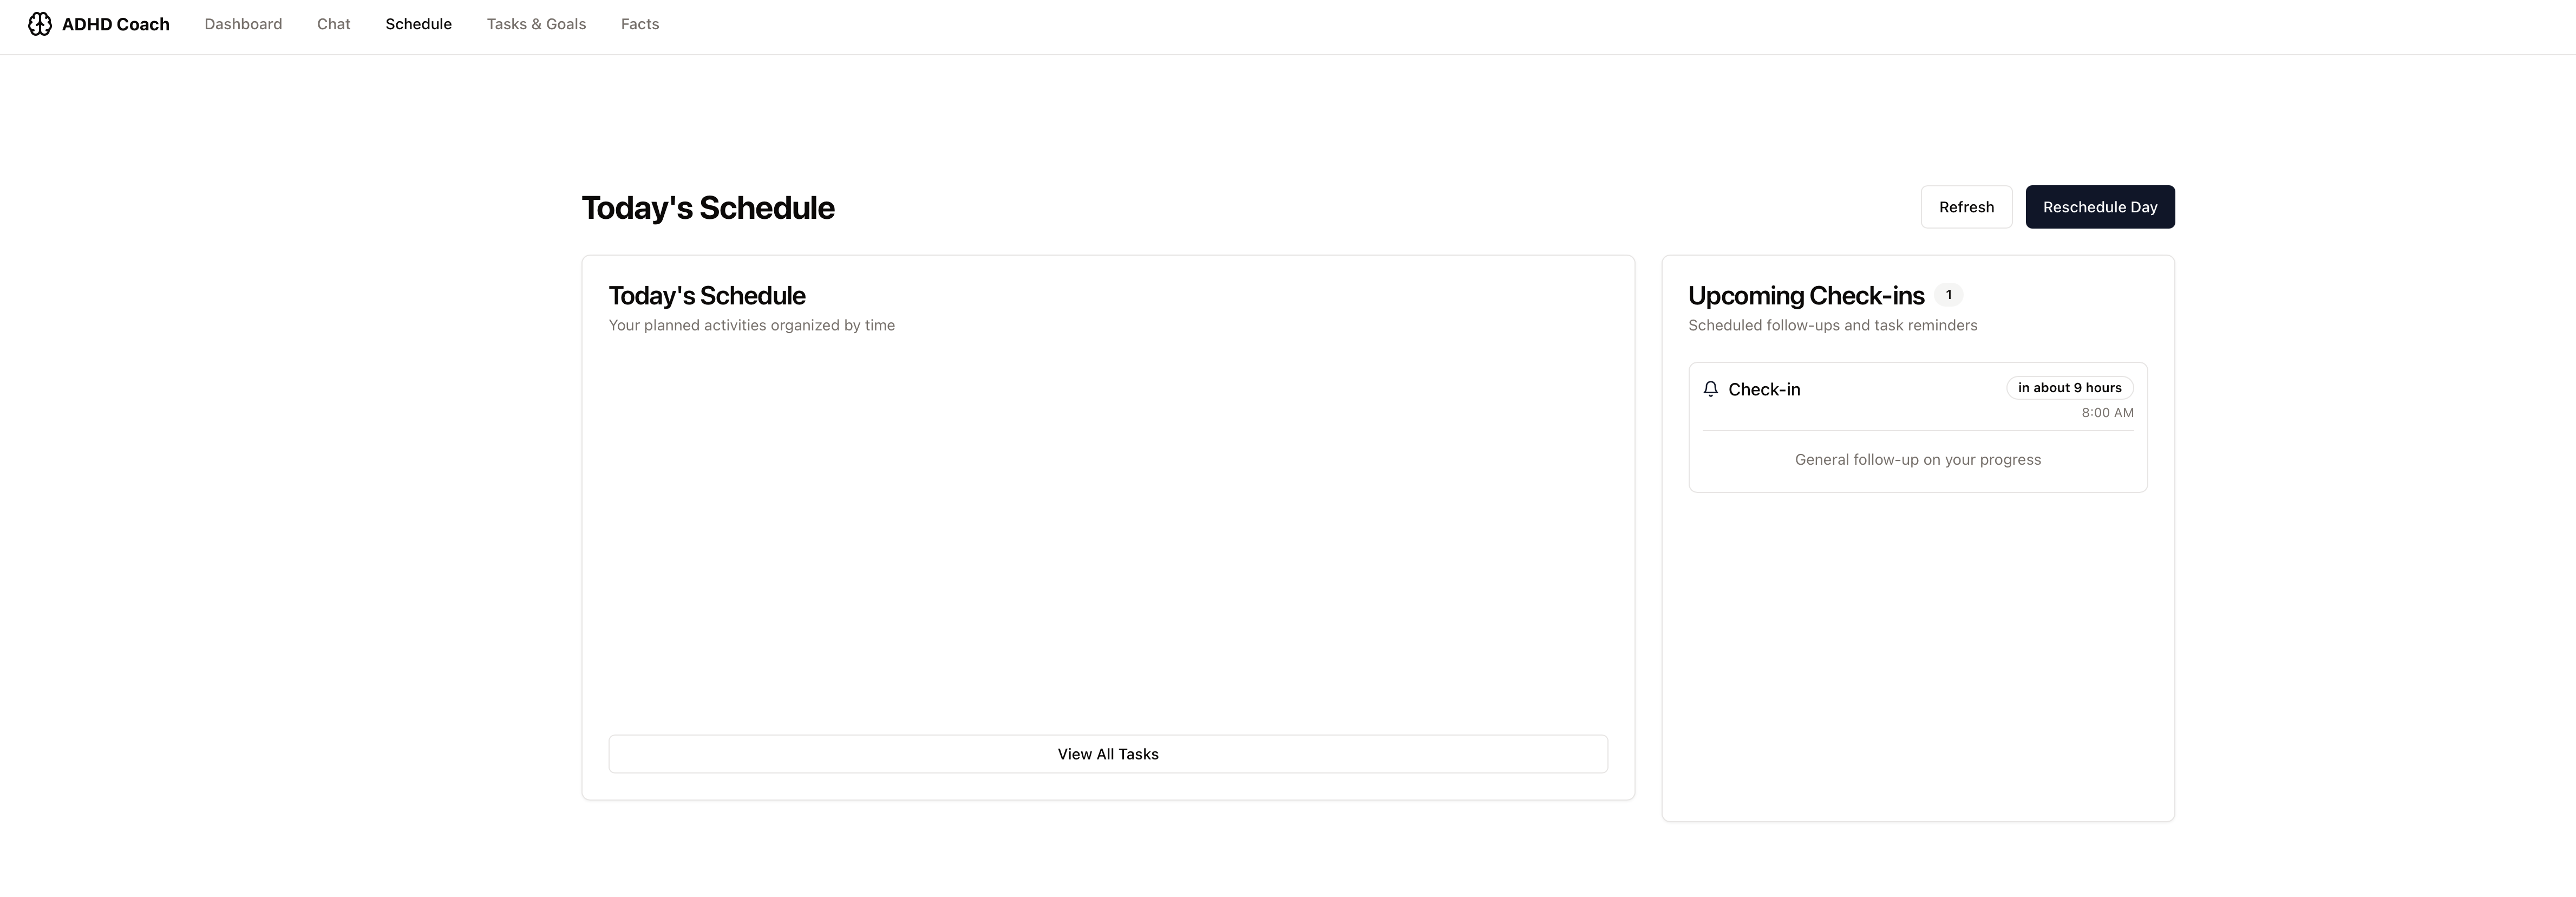 ADHD Coach Dashboard Chat Schedule Tasks & Goals Facts
Today's Schedule
Refresh Reschedule Day
Today's Schedule
Your planned activities organized by time
View All Tasks
Upcoming Check-ins 1
Scheduled follow-ups and task reminders
Check-in in about 9 hours
8:00 AM
General follow-up on your progress